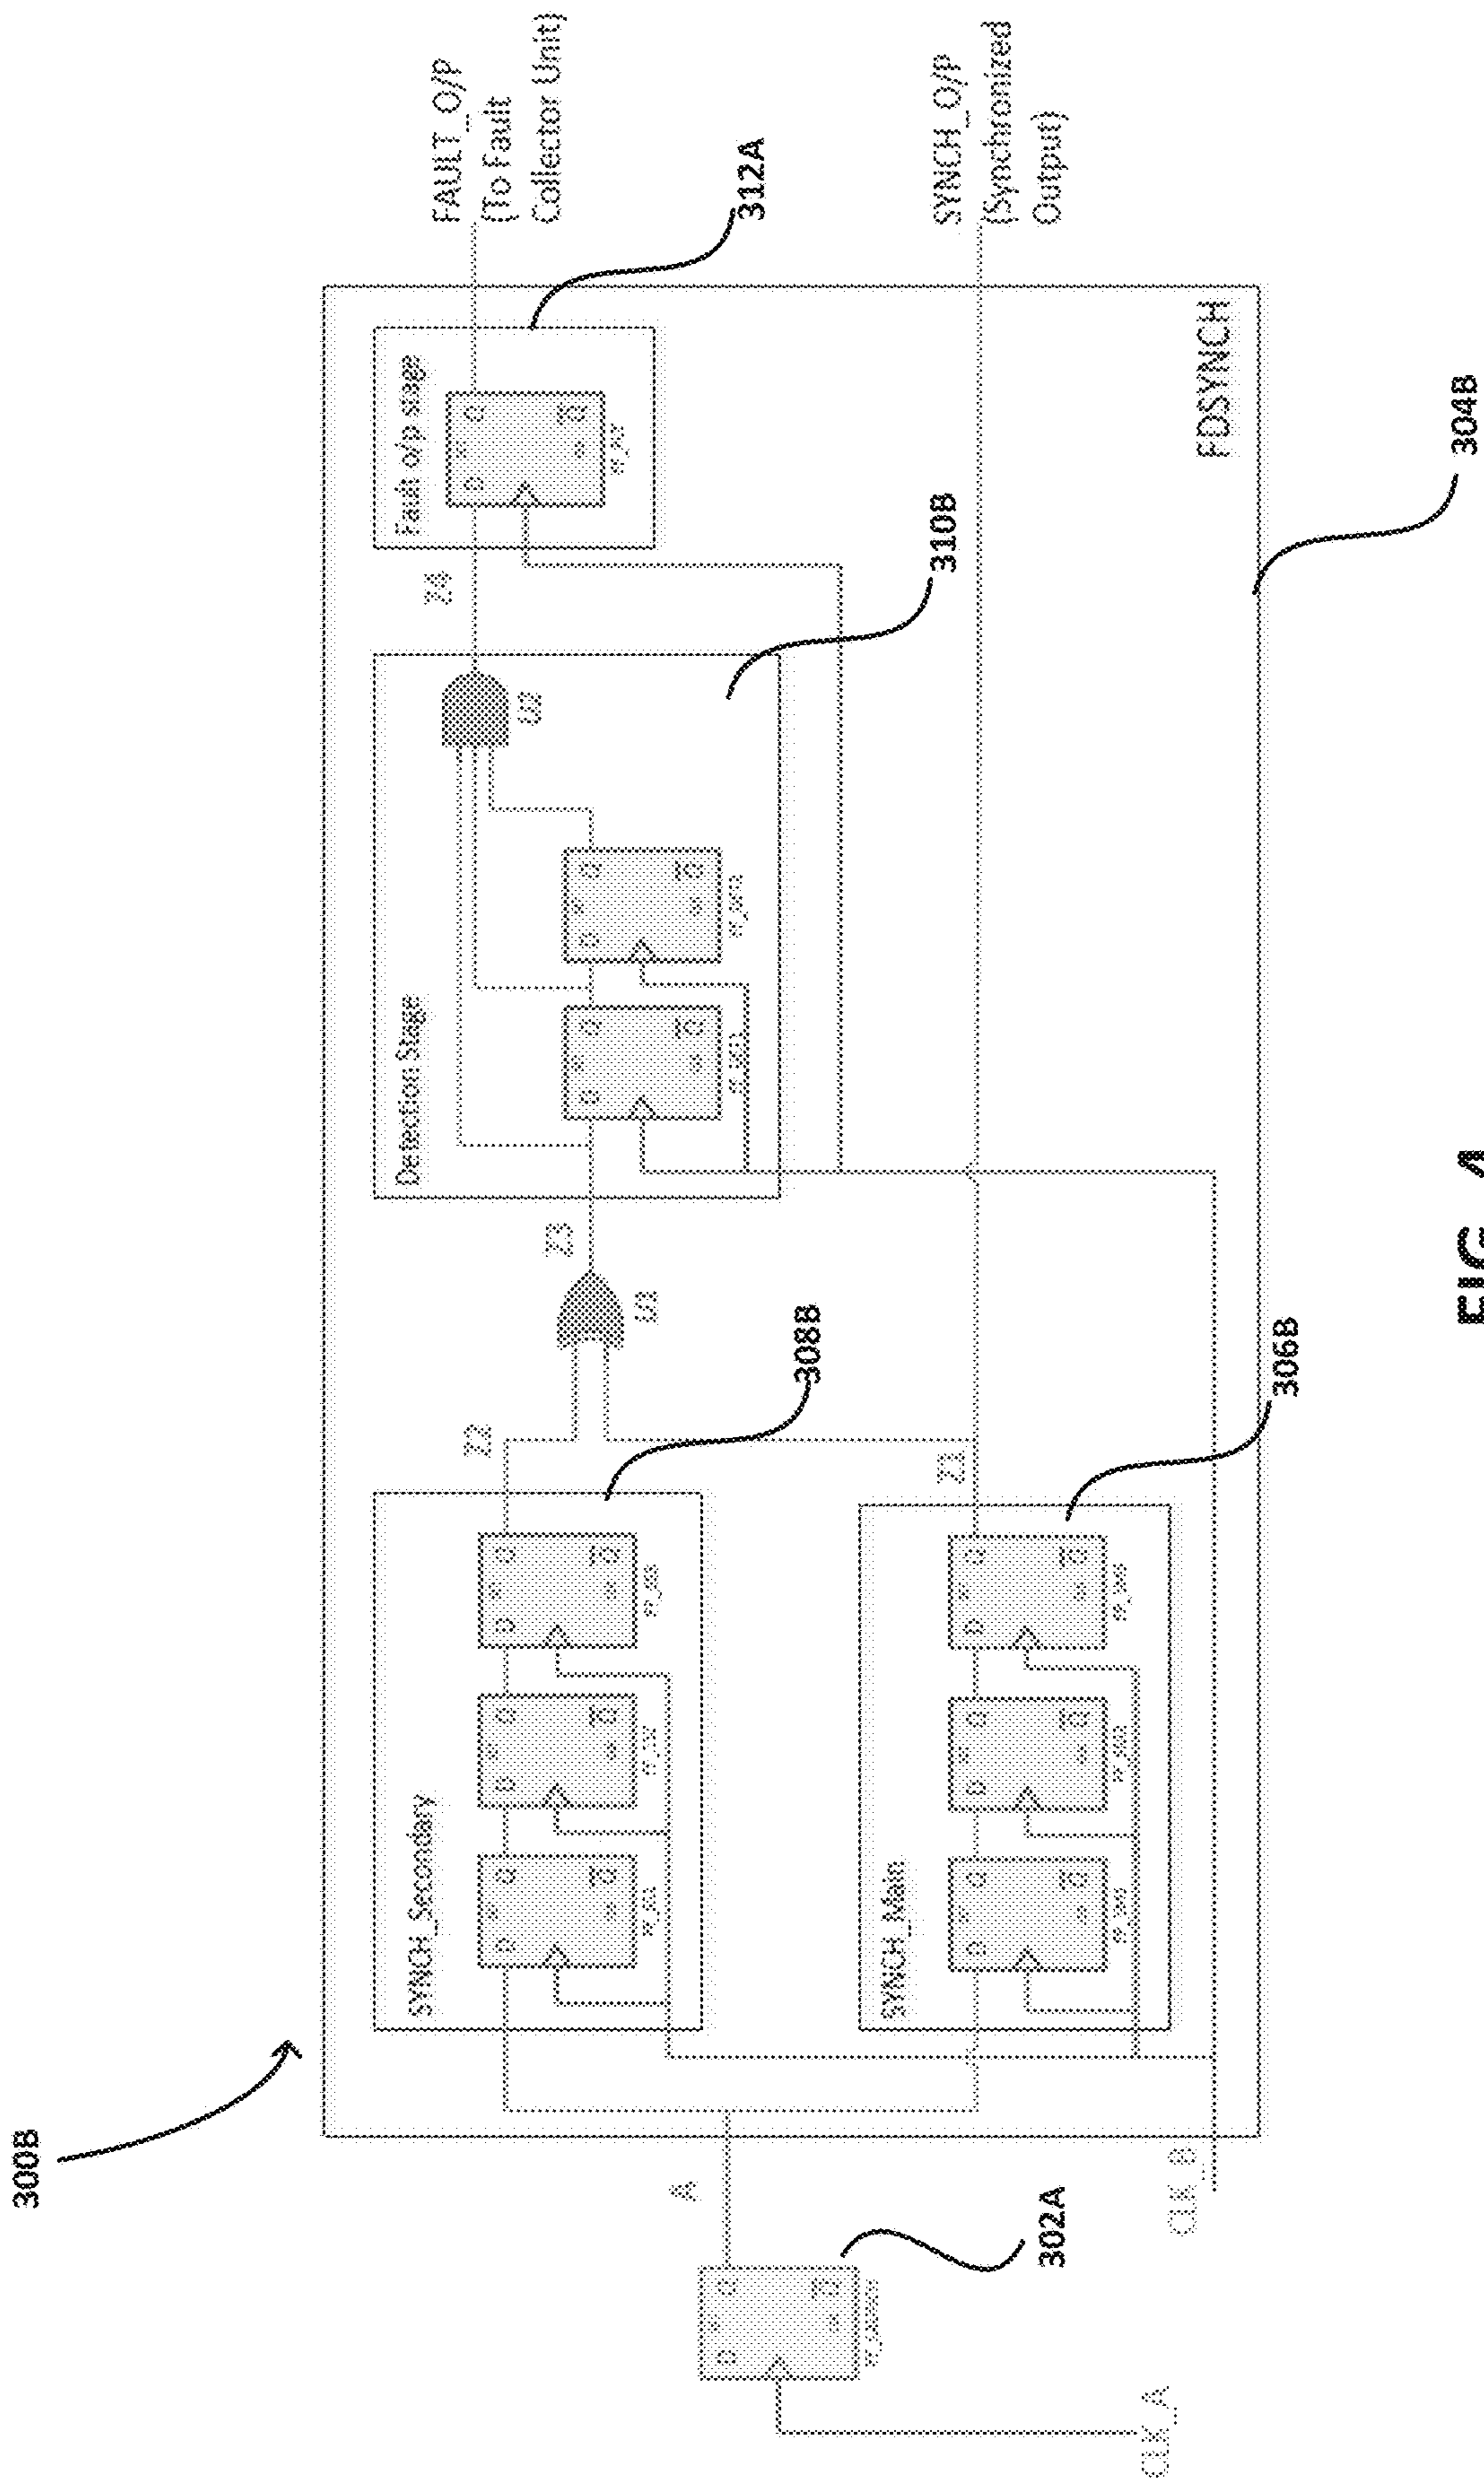 300B
FAULT_O/P
(To Fault
Collector Unit)
312A
Fault o/p stage
D
Q
Q
Z4
Detection Stage
U2
D
Q
Q
D
Q
Q
310B
Z3
U1
SYNCH_Secondary
308B
Z2
D
Q
Q
D
Q
Q
D
Q
Q
SYNCH_O/P
(Synchronized
Output)
SYNCH_Main
306B
Z1
D
Q
Q
D
Q
Q
D
Q
Q
FDSYNCH
304B
A
D
Q
Q
302A
CLK_B
CLK_A
FIG. 4